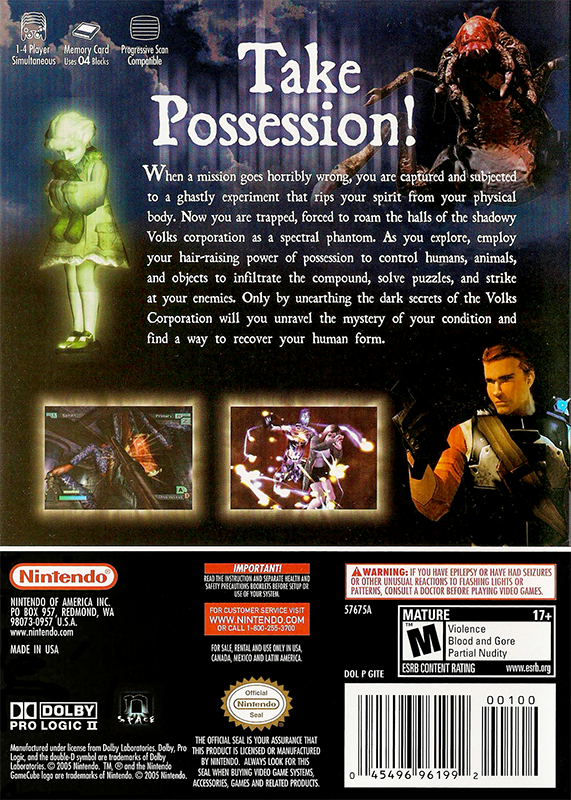 1-4 Player
Simultaneous
Memory Card
Uses 04 Blocks
Progressive Scan
Compatible
Take
Possession!
When a mission goes horribly wrong, you are captured and subjected
to a ghastly experiment that rips your spirit from your physical
body. Now you are trapped, forced to roam the halls of the shadowy
Volks corporation as a spectral phantom. As you explore, employ
your hair-raising power of possession to control humans, animals,
and objects to infiltrate the compound, solve puzzles, and strike
at your enemies. Only by unearthing the dark secrets of the Volks
Corporation will you unravel the mystery of your condition and
find a way to recover your human form.
Nintendo®
NINTENDO OF AMERICA INC.
PO BOX 957, REDMOND, WA
98073-0957 U.S.A.
www.nintendo.com
MADE IN USA
DOLBY
PRO LOGIC II
n
SPACE
Manufactured under license from Dolby Laboratories. Dolby, Pro
Logic, and the double-D symbol are trademarks of Dolby
Laboratories. © 2005 Nintendo. TM, ® and the Nintendo
GameCube logo are trademarks of Nintendo. © 2005 Nintendo.
IMPORTANT!
READ THE INSTRUCTION AND SEPARATE HEALTH AND
SAFETY PRECAUTIONS BOOKLETS BEFORE SETUP OR
USE OF YOUR SYSTEM.
FOR CUSTOMER SERVICE VISIT
WWW.NINTENDO.COM
OR CALL 1-800-255-3700
FOR SALE, RENTAL AND USE ONLY IN USA,
CANADA, MEXICO AND LATIN AMERICA.
Official
Nintendo
Seal
THE OFFICIAL SEAL IS YOUR ASSURANCE THAT
THIS PRODUCT IS LICENSED OR MANUFACTURED
BY NINTENDO. ALWAYS LOOK FOR THIS
SEAL WHEN BUYING VIDEO GAME SYSTEMS,
ACCESSORIES, GAMES AND RELATED PRODUCTS.
WARNING: IF YOU HAVE EPILEPSY OR HAVE HAD SEIZURES
OR OTHER UNUSUAL REACTIONS TO FLASHING LIGHTS OR
PATTERNS, CONSULT A DOCTOR BEFORE PLAYING VIDEO GAMES.
57675A
DOL P GITE
MATURE 17+
M
TM
Violence
Blood and Gore
Partial Nudity
ESRB CONTENT RATING www.esrb.org
00100
0 45496 96199 2